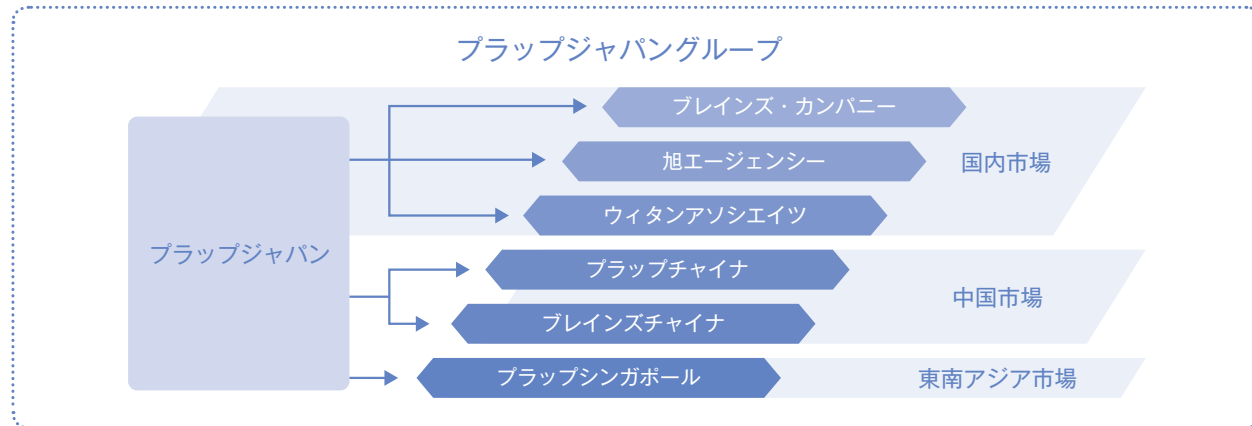 プラップジャパングループ
プラップジャパン
ブレインズ・カンパニー
旭エージェンシー
ウィタンアソシエイツ
国内市場
プラップチャイナ
ブレインズチャイナ
中国市場
プラップシンガポール
東南アジア市場